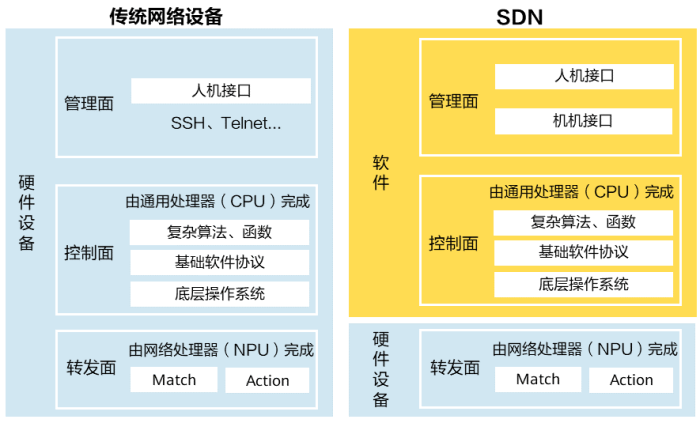 传统网络设备
硬件设备
管理面
人机接口
SSH、Telnet...
控制面
由通用处理器（CPU）完成
复杂算法、函数
基础软件协议
底层操作系统
转发面
由网络处理器（NPU）完成
Match
Action
SDN
软件
管理面
人机接口
机机接口
控制面
由通用处理器（CPU）完成
复杂算法、函数
基础软件协议
底层操作系统
硬件设备
转发面
由网络处理器（NPU）完成
Match
Action